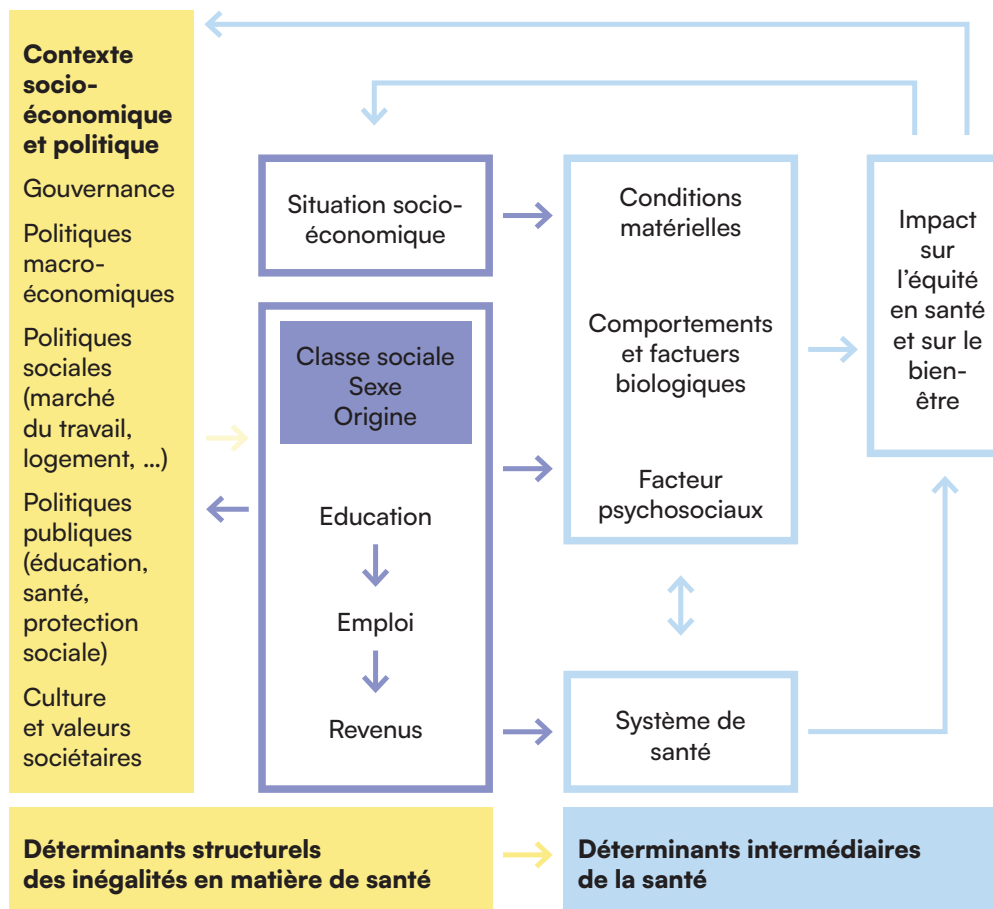 Contexte
socio-
économique
et politique
Gouvernance
Politiques
macro-
économiques
Politiques
sociales
(marché
du travail,
logement, ...)
Politiques
publiques
(éducation,
santé,
protection
sociale)
Culture
et valeurs
sociétaires
Situation socio-
économique
Classe sociale
Sexe
Origine
Education
Emploi
Revenus
Conditions
matérielles
Comportements
et factuers
biologiques
Facteur
psychosociaux
Système de
santé
Impact
sur
l'équité
en santé
et sur le
bien-
être
Déterminants structurels
des inégalités en matière de santé
Déterminants intermédiaires
de la santé